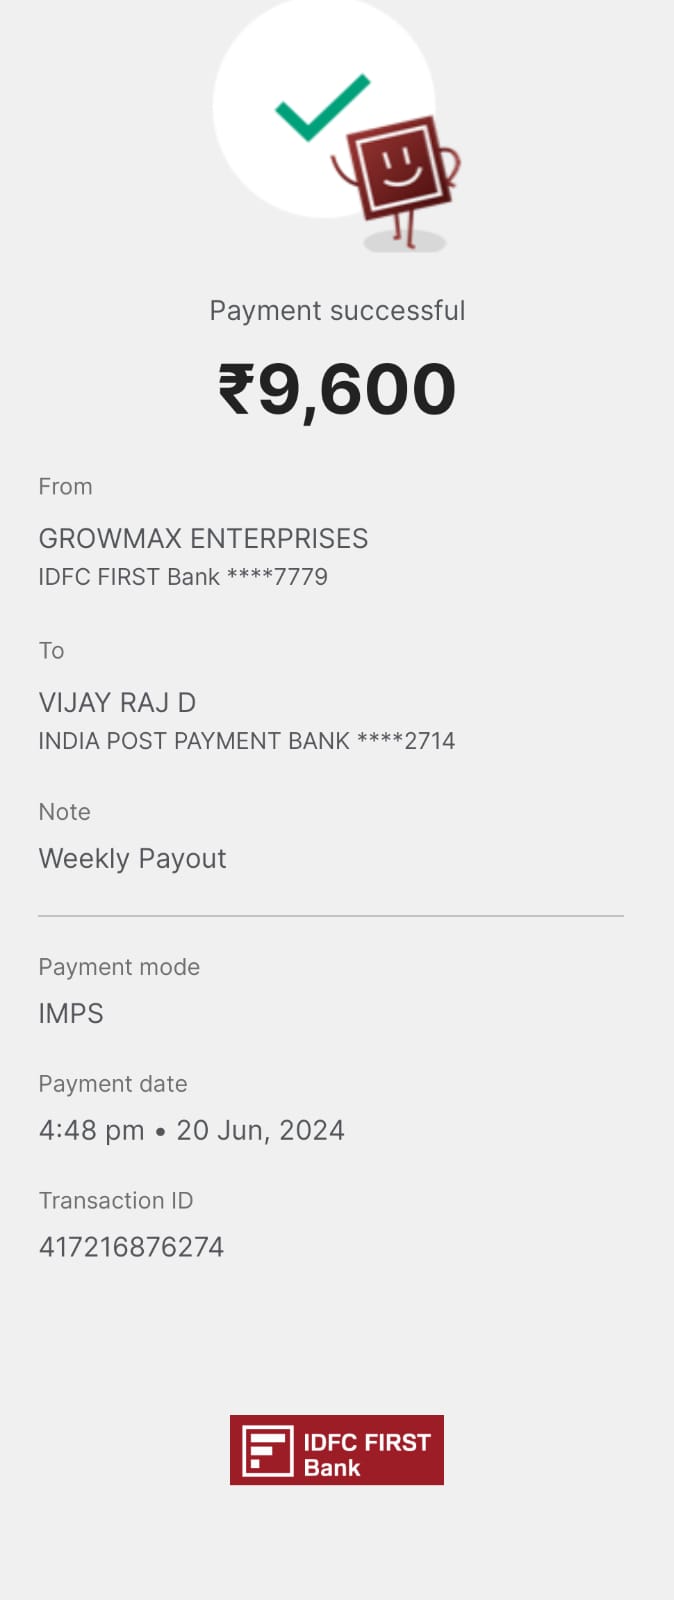 Payment successful
₹9,600
From
GROWMAX ENTERPRISES
IDFC FIRST Bank ****7779
To
VIJAY RAJ D
INDIA POST PAYMENT BANK ****2714
Note
Weekly Payout
Payment mode
IMPS
Payment date
4:48 pm • 20 Jun, 2024
Transaction ID
417216876274
IDFC FIRST
Bank